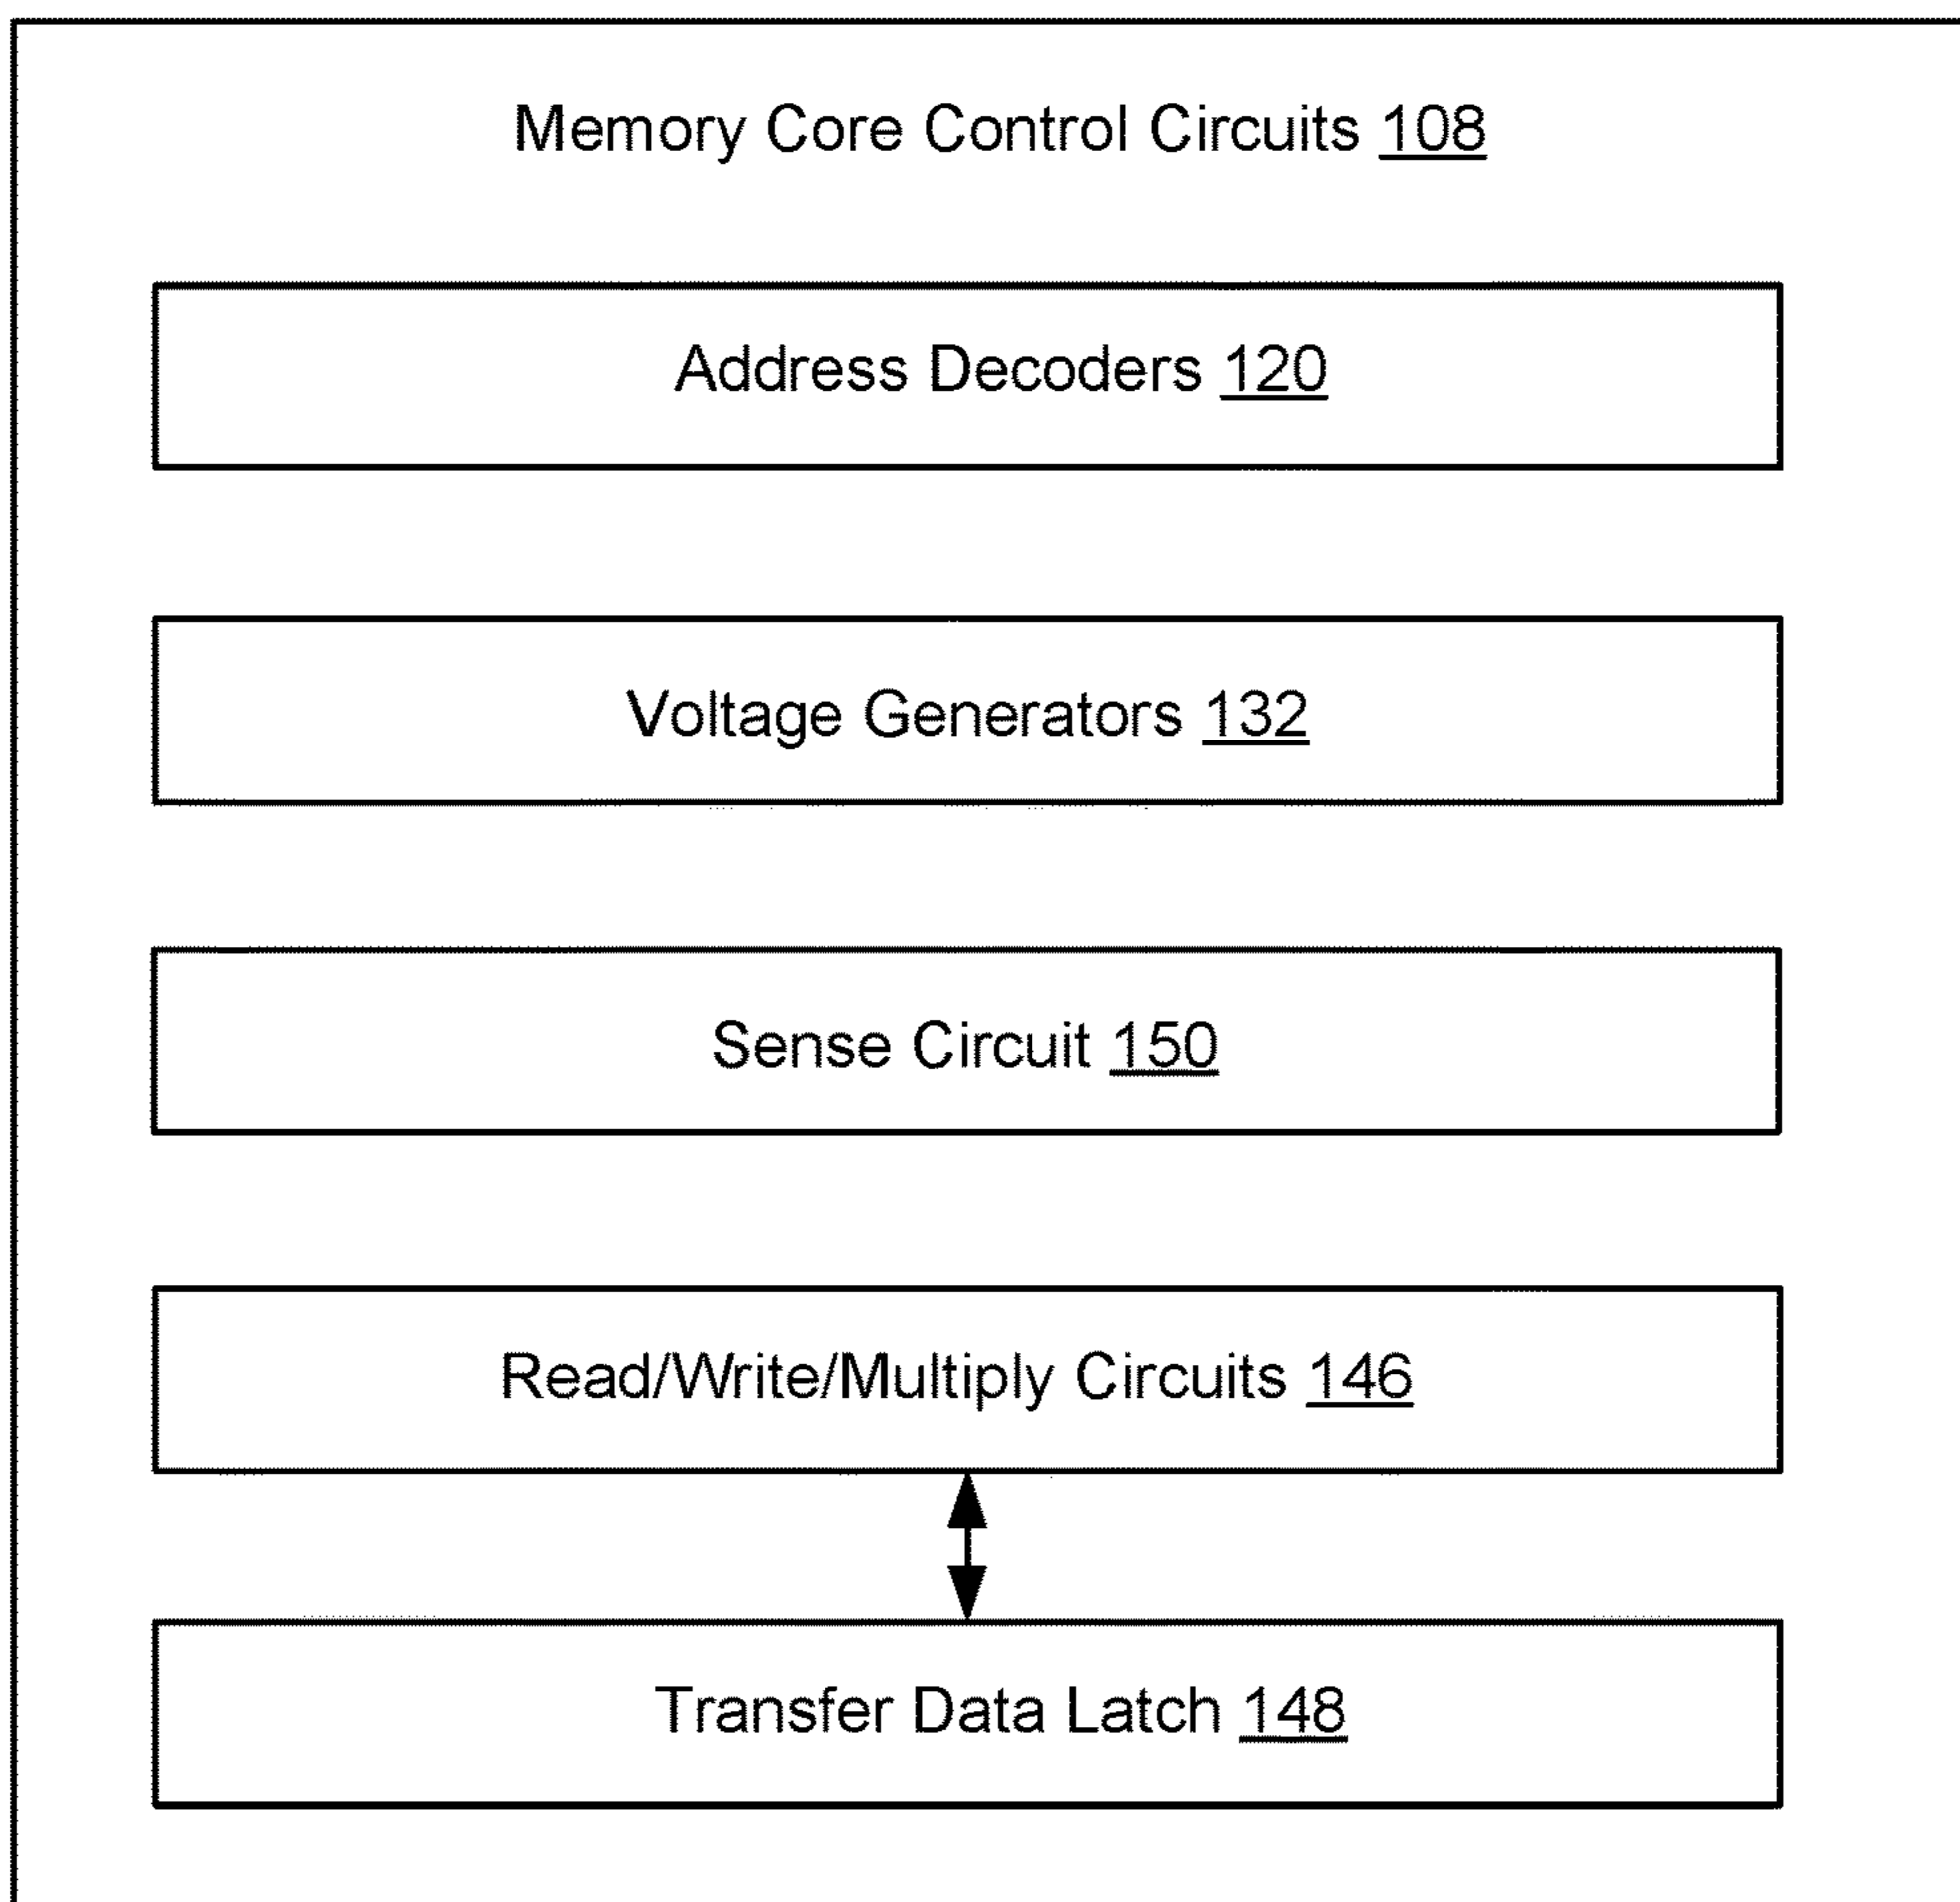 Memory Core Control Circuits 108
Address Decoders 120
Voltage Generators 132
Sense Circuit 150
Read/Write/Multiply Circuits 146
Transfer Data Latch 148